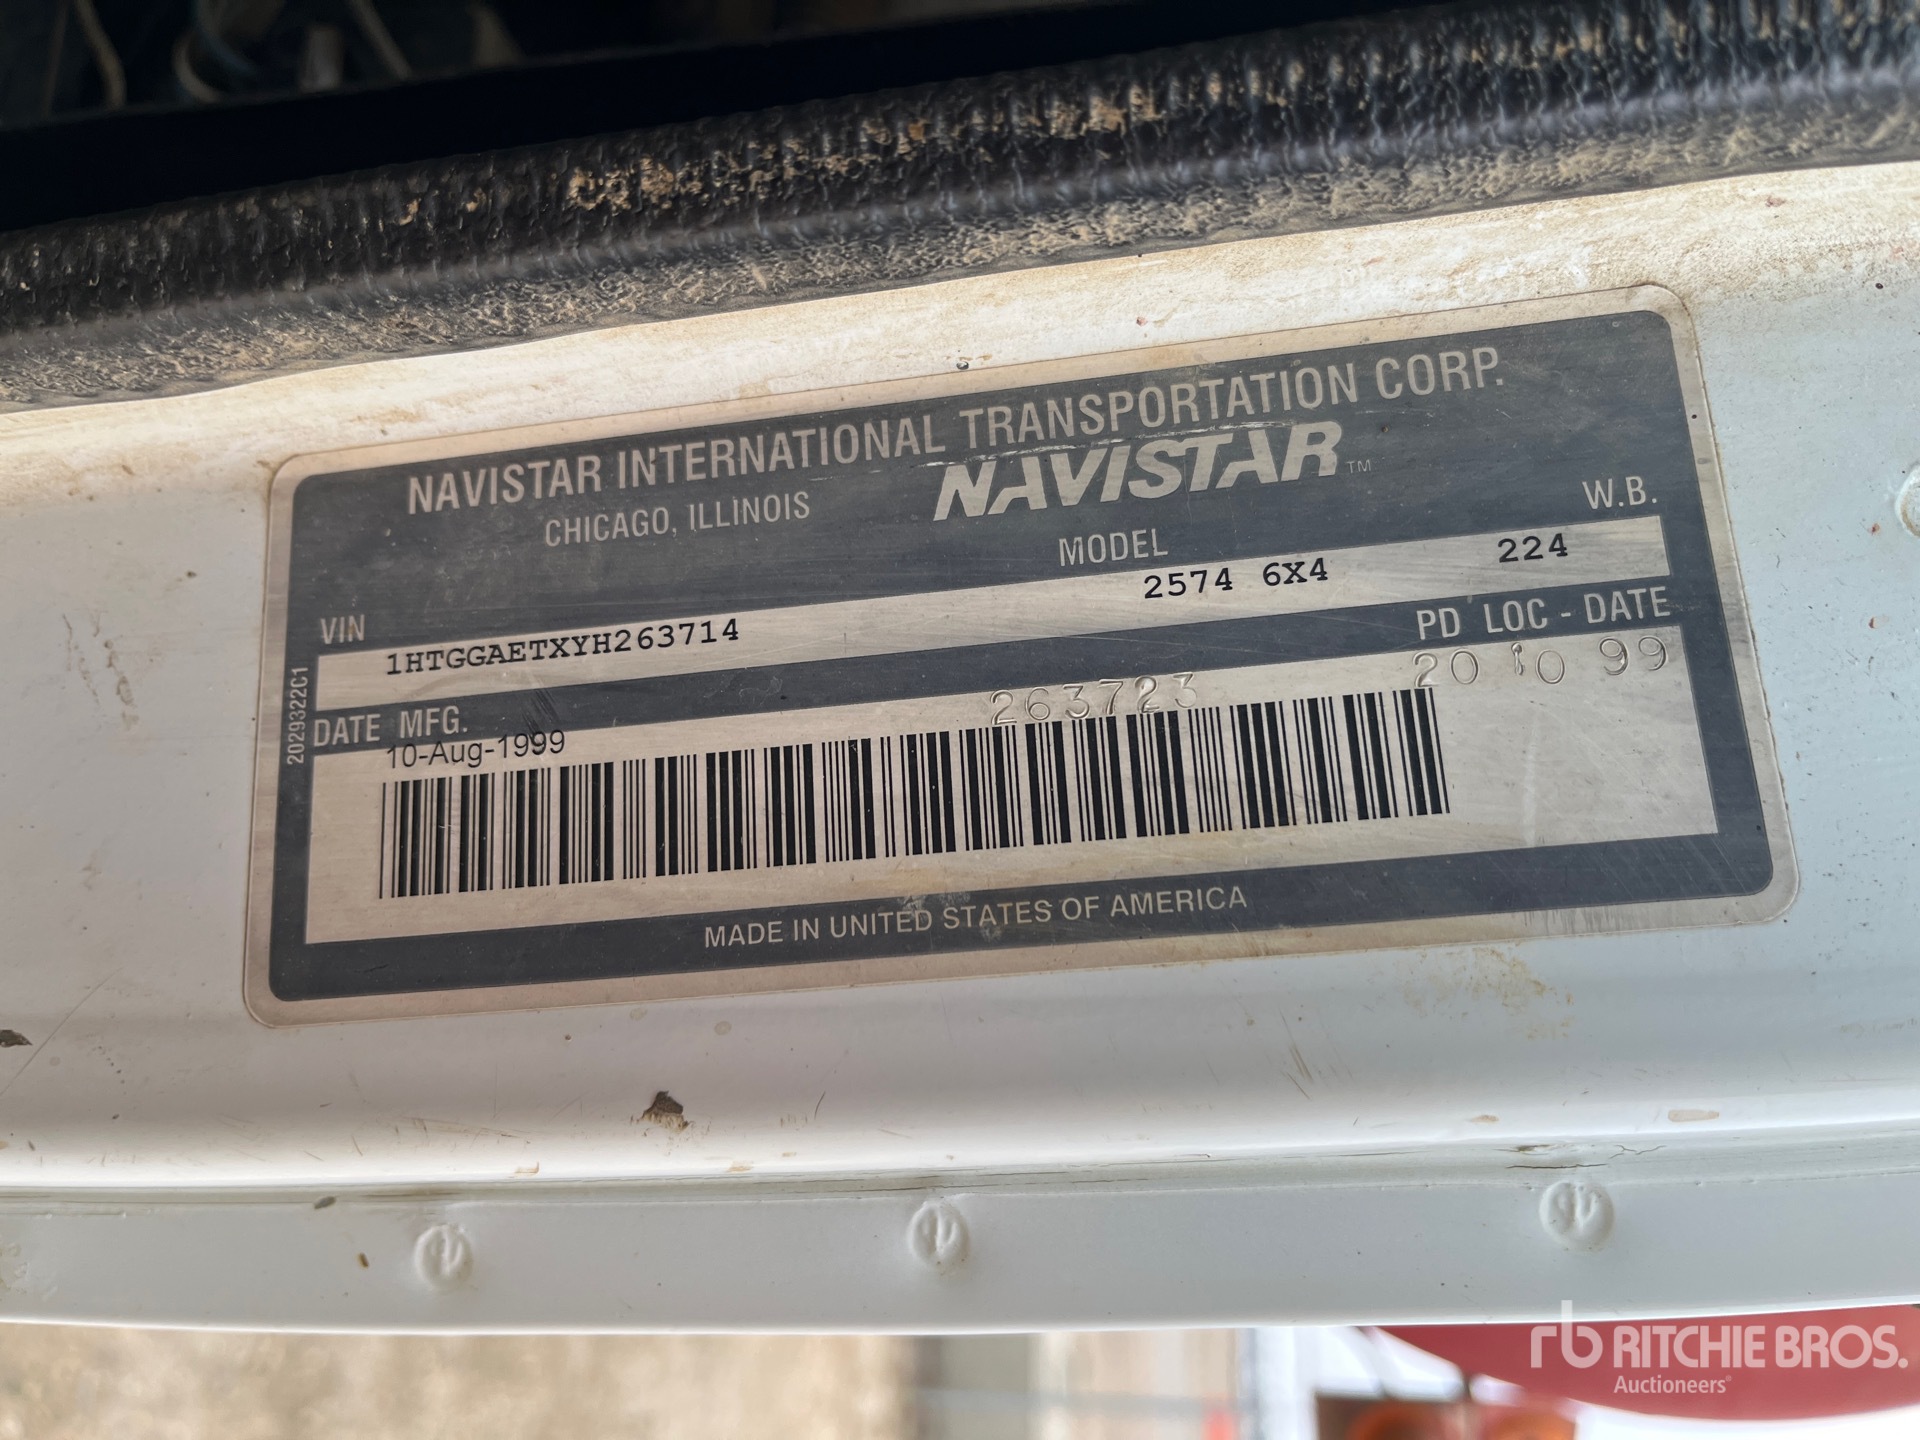 NAVISTAR INTERNATIONAL TRANSPORTATION CORP.
CHICAGO, ILLINOIS
NAVISTAR™
MODEL
W.B.
VIN
1HTGGAETXYH263714
2574 6X4
224
PD LOC - DATE
2029322C1
DATE MFG.
10-Aug-1999
263723
20 10 99
MADE IN UNITED STATES OF AMERICA
rb RITCHIE BROS.
Auctioneers